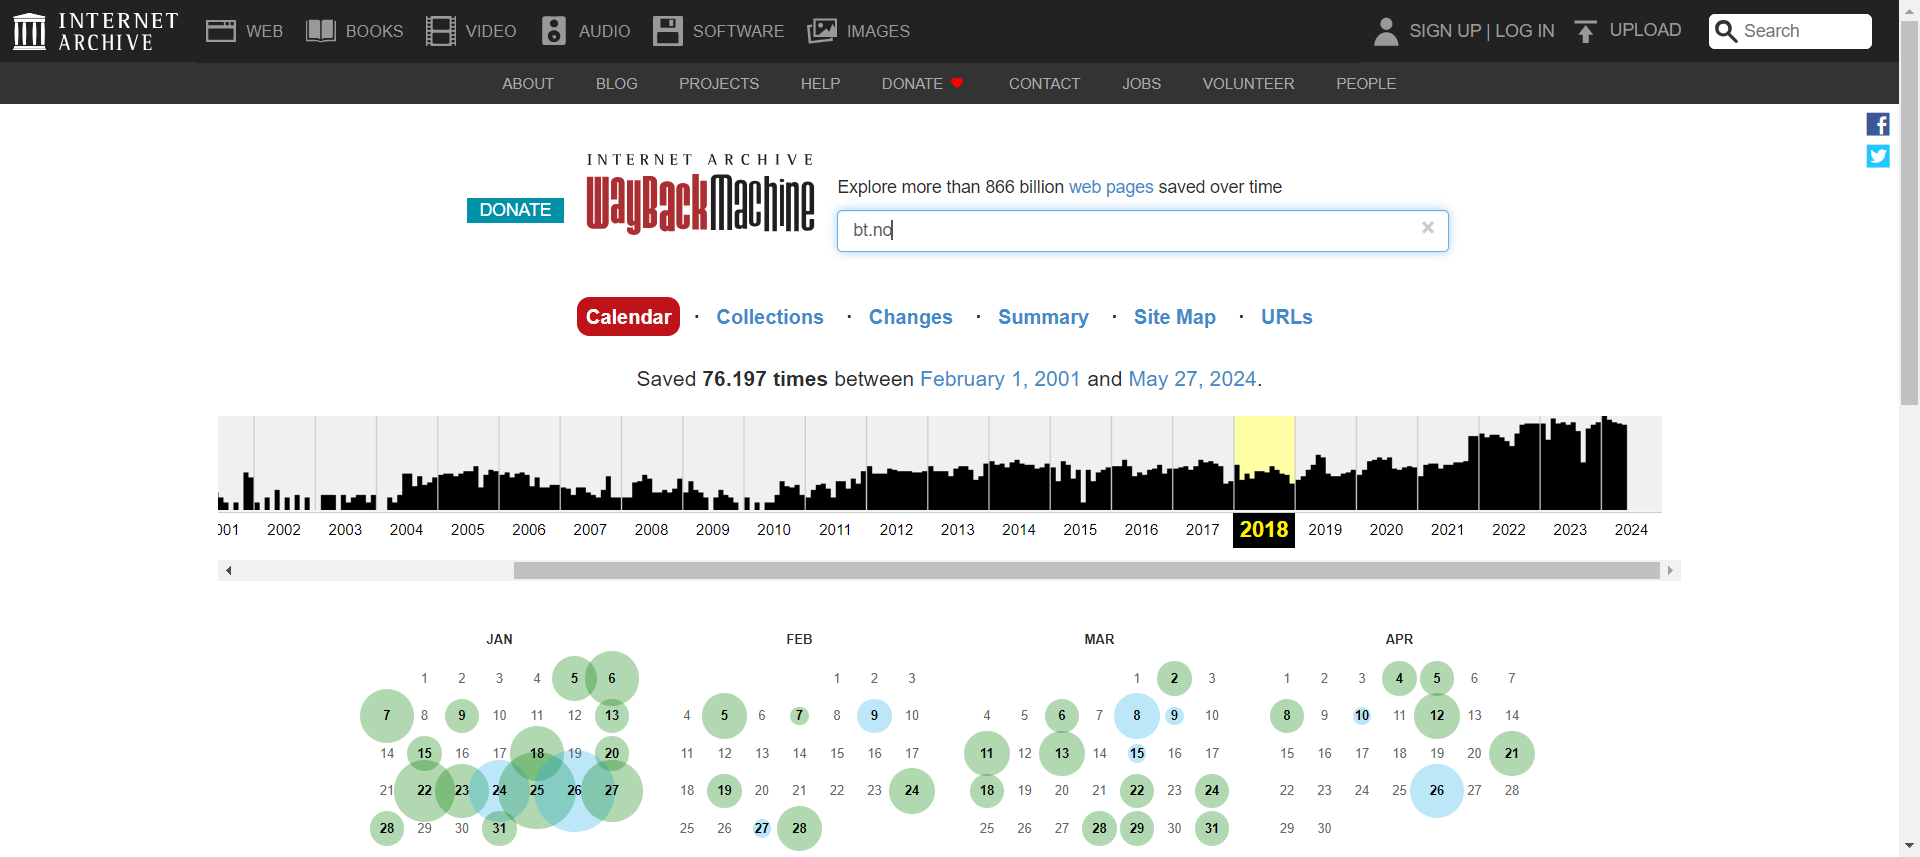 INTERNET ARCHIVE
WEB BOOKS VIDEO AUDIO SOFTWARE IMAGES SIGN UP | LOG IN UPLOAD Search
ABOUT BLOG PROJECTS HELP DONATE CONTACT JOBS VOLUNTEER PEOPLE
INTERNET ARCHIVE
WayBackMachine
DONATE
Explore more than 866 billion web pages saved over time
bt.no
Calendar · Collections · Changes · Summary · Site Map · URLs
Saved 76.197 times between February 1, 2001 and May 27, 2024.
001 2002 2003 2004 2005 2006 2007 2008 2009 2010 2011 2012 2013 2014 2015 2016 2017 2018 2019 2020 2021 2022 2023 2024
JAN
1 2 3 4 5 6
7 8 9 10 11 12 13
14 15 16 17 18 19 20
21 22 23 24 25 26 27
28 29 30 31
FEB
1 2 3
4 5 6 7 8 9 10
11 12 13 14 15 16 17
18 19 20 21 22 23 24
25 26 27 28
MAR
1 2 3
4 5 6 7 8 9 10
11 12 13 14 15 16 17
18 19 20 21 22 23 24
25 26 27 28 29 30 31
APR
1 2 3 4 5 6 7
8 9 10 11 12 13 14
15 16 17 18 19 20 21
22 23 24 25 26 27 28
29 30